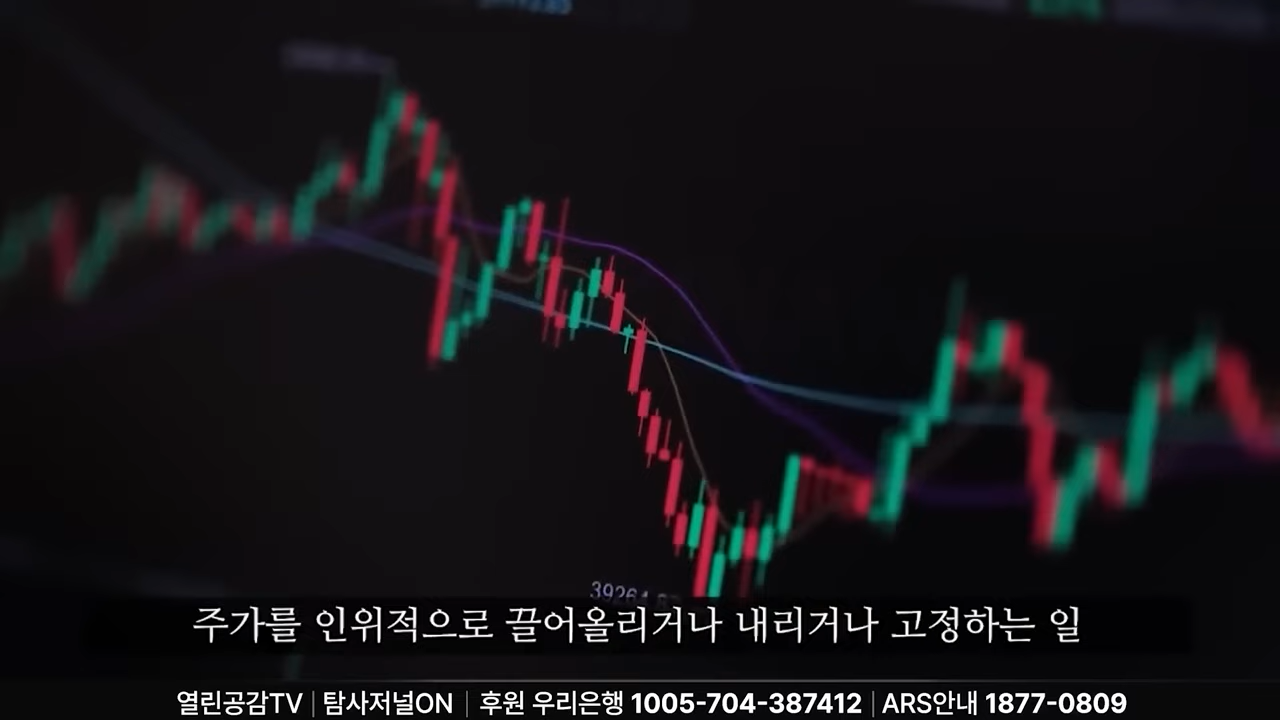 주가를 인위적으로 끌어올리거나 내리거나 고정하는 일
열린공감TV | 탐사저널ON | 후원 우리은행 1005-704-387412 | ARS안내 1877-0809